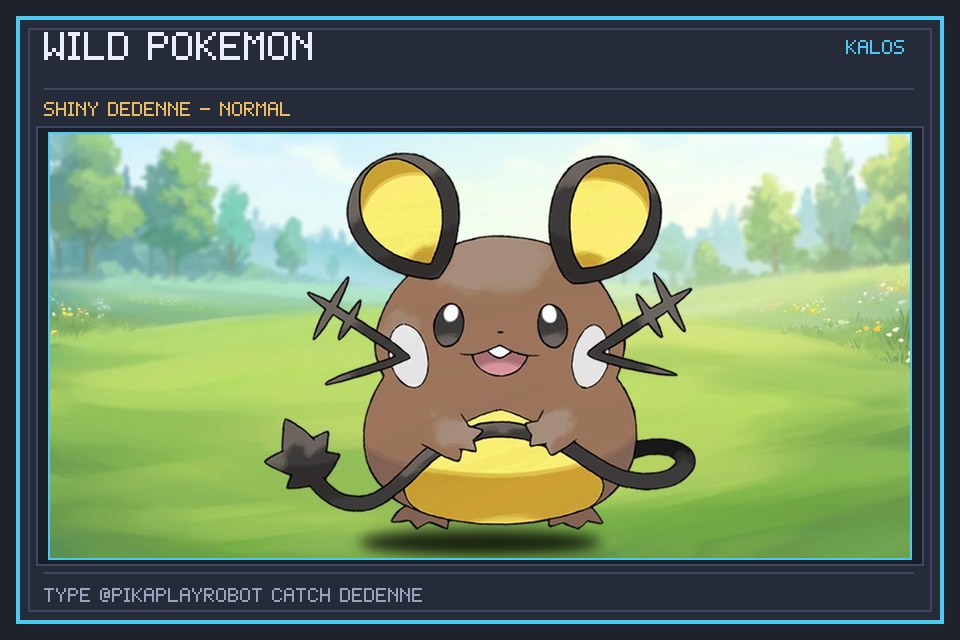 WILD POKEMON
KALOS
SHINY DEDENNE - NORMAL
TYPE @PIKAPLAYROBOT CATCH DEDENNE